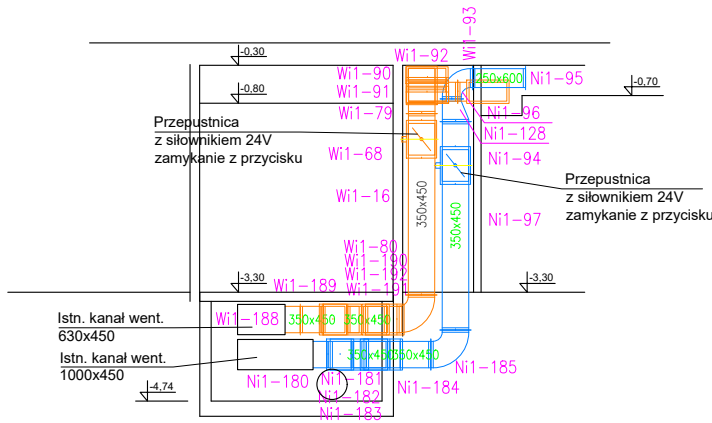 Wi1-93
Wi1-92
-0,30
Wi1-90
250x600
Ni1-95
-0,70
-0,80
Wi1-91
Wi1-79
Ni1-96
Przepustnica
z siłownikiem 24V
zamykanie z przycisku
Ni1-128
Wi1-68
Ni1-94
Przepustnica
z siłownikiem 24V
zamykanie z przycisku
Wi1-16
350x450
350x450
Ni1-97
Wi1-80
Wi1-190
Wi1-192
-3,30
Wi1-189
Wi1-191
-3,30
Istn. kanał went.
630x450
Wi1-188
350x450
350x450
Istn. kanał went.
1000x450
350x450
350x450
Ni1-185
Ni1-180
Ni1-181
Ni1-184
-4,74
Ni1-182
Ni1-183